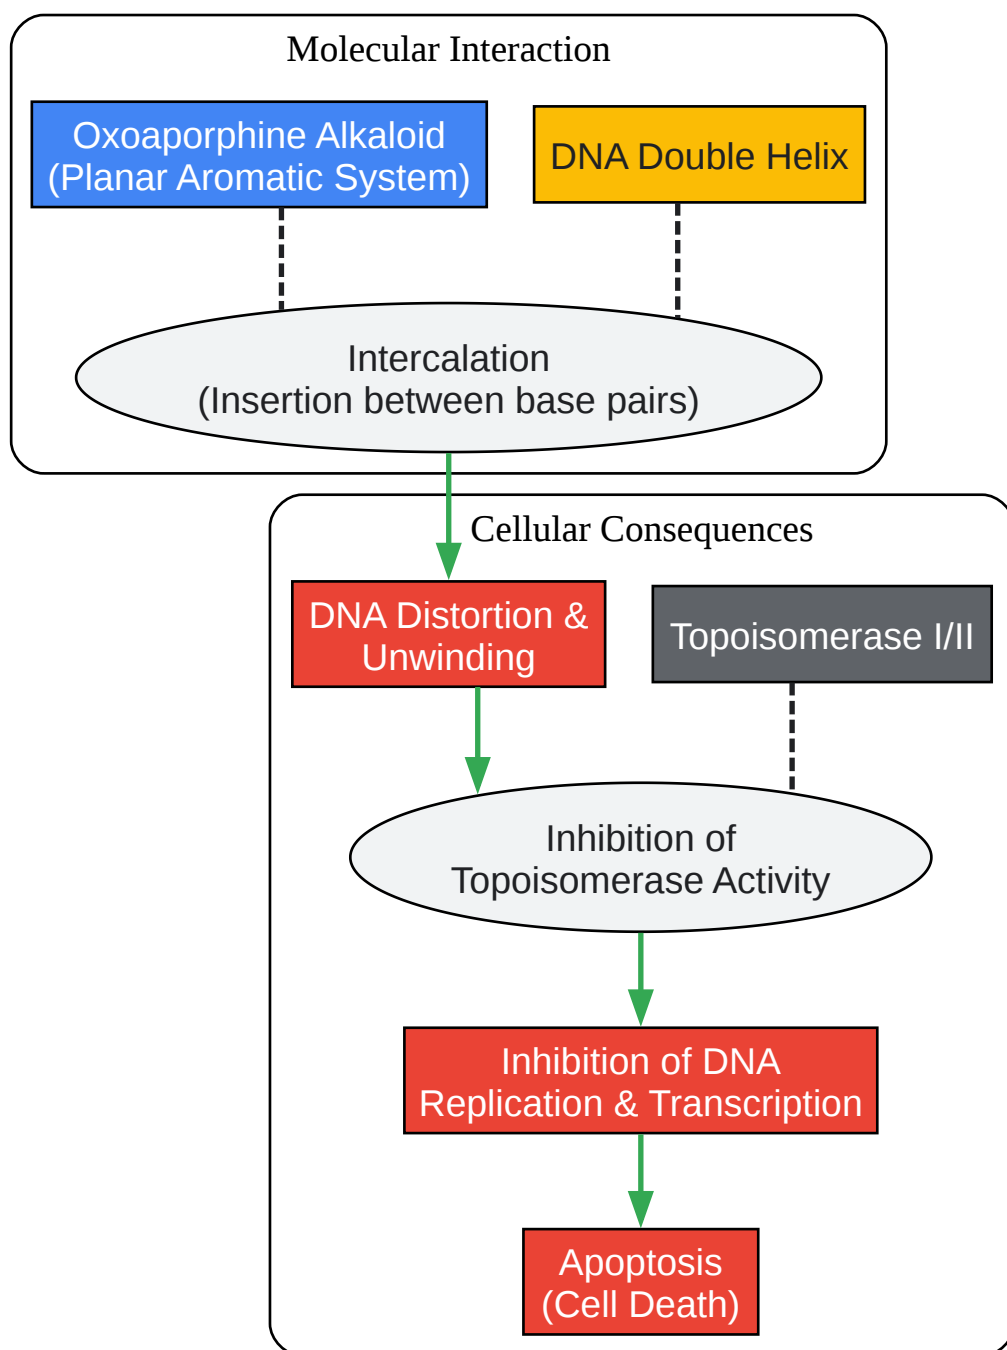 Molecular Interaction
Oxoaporphine Alkaloid
(Planar Aromatic System)
DNA Double Helix
Intercalation
(Insertion between base pairs)
Cellular Consequences
DNA Distortion &
Unwinding
Topoisomerase I/II
Inhibition of
Topoisomerase Activity
Inhibition of DNA
Replication & Transcription
Apoptosis
(Cell Death)